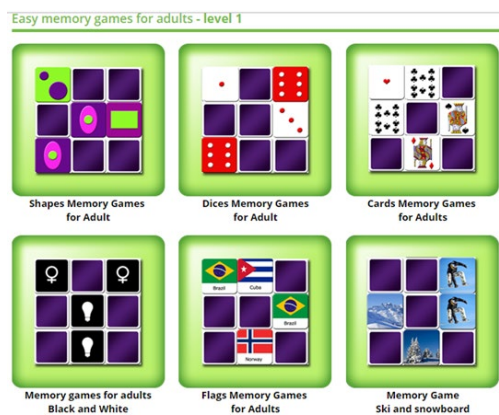 Easy memory games for adults - level 1
Shapes Memory Games
for Adult
Dices Memory Games
for Adult
Cards Memory Games
for Adults
Brazil
Cuba
Brazil
Norway
Memory games for adults
Black and White
Flags Memory Games
for Adults
Memory Game
Ski and snowboard